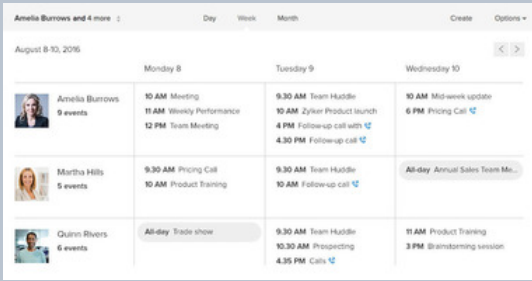 Amelia Burrows and 4 more
Day Week Month
Create Options
August 8-10, 2016
Monday 8 Tuesday 9 Wednesday 10
Amelia Burrows
9 events
10 AM Meeting
11 AM Weekly Performance
12 PM Team Meeting
9.30 AM Team Huddle
10 AM Zylker Product launch
4 PM Follow-up call with
4.30 PM Follow-up call
10 AM Mid-week update
6 PM Pricing Call
Martha Hills
5 events
9.30 AM Pricing Call
10 AM Product Training
9.30 AM Team Huddle
10 AM Follow-up call
All-day Annual Sales Team Me...
Quinn Rivers
6 events
All-day Trade show
9.30 AM Team Huddle
10.30 AM Prospecting
4.35 PM Calls
11 AM Product Training
3 PM Brainstorming session